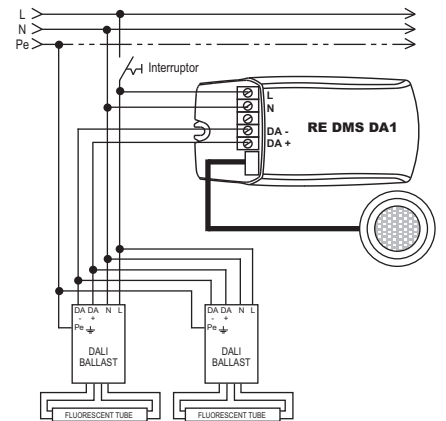 L
N
Pe
Interruptor
L
N
DA -
DA +
RE DMS DA1
DA DA N L
- +
Pe
DALI
BALLAST
FLUORESCENT TUBE
DA DA N L
- +
Pe
DALI
BALLAST
FLUORESCENT TUBE